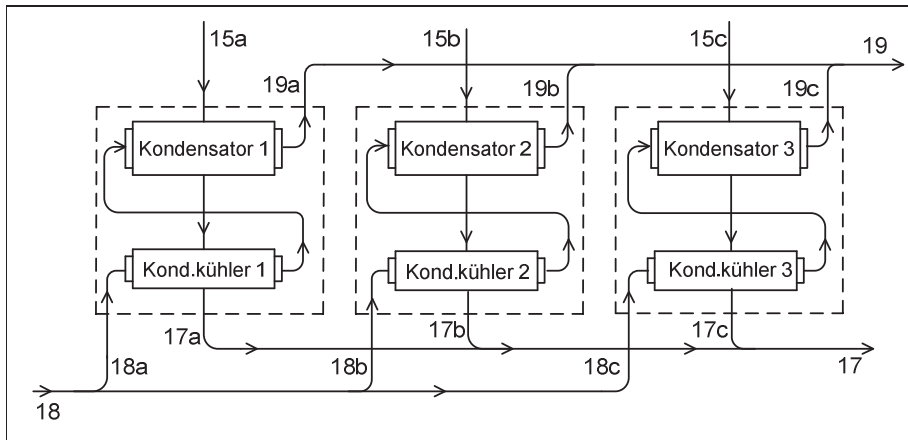 15a
15b
15c
19
19a
19b
19c
Kondensator 1
Kondensator 2
Kondensator 3
Kond.kühler 1
Kond.kühler 2
Kond.kühler 3
17a
17b
17c
18a
18b
18c
17
18